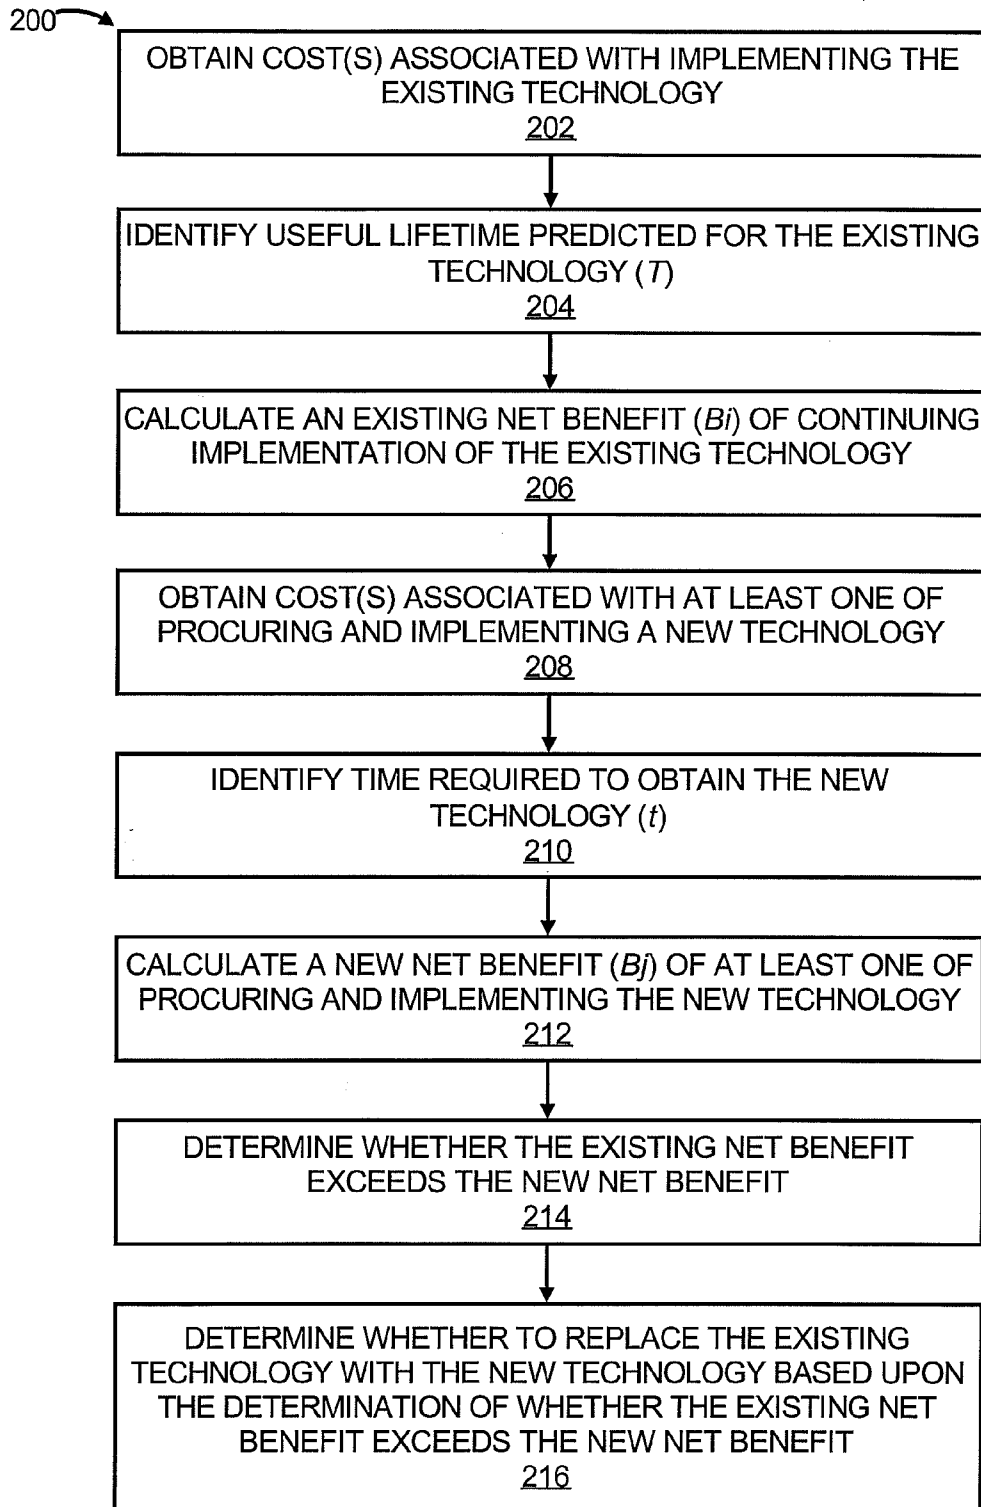 200
OBTAIN COST(S) ASSOCIATED WITH IMPLEMENTING THE
EXISTING TECHNOLOGY
202
IDENTIFY USEFUL LIFETIME PREDICTED FOR THE EXISTING
TECHNOLOGY (T)
204
CALCULATE AN EXISTING NET BENEFIT (Bi) OF CONTINUING
IMPLEMENTATION OF THE EXISTING TECHNOLOGY
206
OBTAIN COST(S) ASSOCIATED WITH AT LEAST ONE OF
PROCURING AND IMPLEMENTING A NEW TECHNOLOGY
208
IDENTIFY TIME REQUIRED TO OBTAIN THE NEW
TECHNOLOGY (t)
210
CALCULATE A NEW NET BENEFIT (Bj) OF AT LEAST ONE OF
PROCURING AND IMPLEMENTING THE NEW TECHNOLOGY
212
DETERMINE WHETHER THE EXISTING NET BENEFIT
EXCEEDS THE NEW NET BENEFIT
214
DETERMINE WHETHER TO REPLACE THE EXISTING
TECHNOLOGY WITH THE NEW TECHNOLOGY BASED UPON
THE DETERMINATION OF WHETHER THE EXISTING NET
BENEFIT EXCEEDS THE NEW NET BENEFIT
216